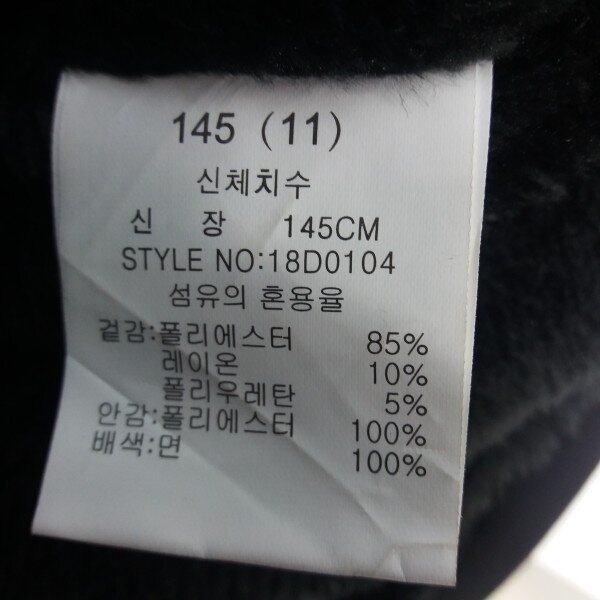 145 (11)
신체치수
신 장 145CM
STYLE NO:18D0104
섬유의 혼용율
겉감:폴리에스터 85%
레이온 10%
폴리우레탄 5%
안감:폴리에스터 100%
배색:면 100%